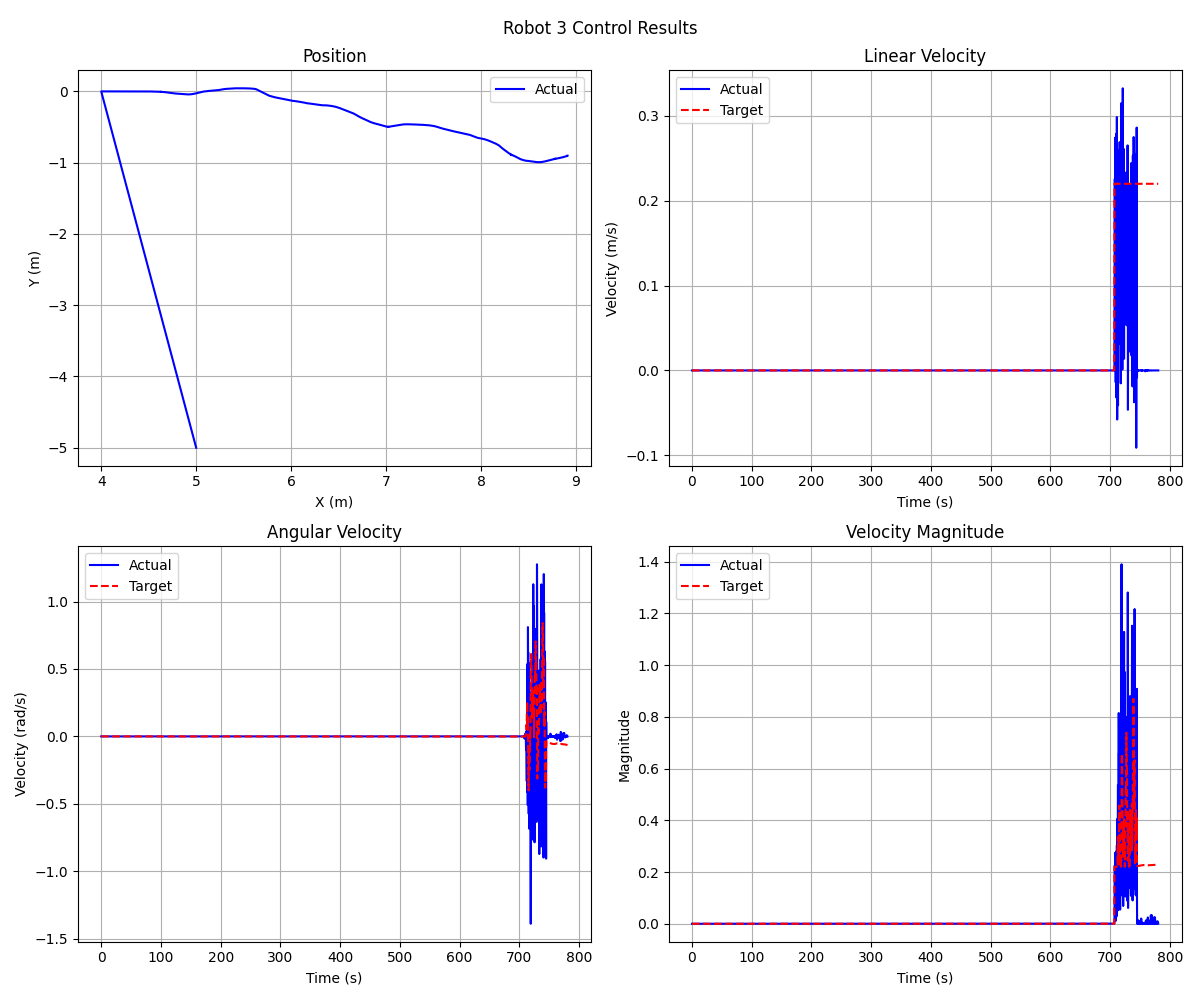 Robot 3 Control Results
Position
Actual
0
−1
−2
−3
−4
−5
Y (m)
4 5 6 7 8 9
X (m)
Linear Velocity
Actual
Target
0.3
0.2
0.1
0.0
−0.1
Velocity (m/s)
0 100 200 300 400 500 600 700 800
Time (s)
Angular Velocity
Actual
Target
1.0
0.5
0.0
−0.5
−1.0
−1.5
Velocity (rad/s)
0 100 200 300 400 500 600 700 800
Time (s)
Velocity Magnitude
Actual
Target
1.4
1.2
1.0
0.8
0.6
0.4
0.2
0.0
Magnitude
0 100 200 300 400 500 600 700 800
Time (s)